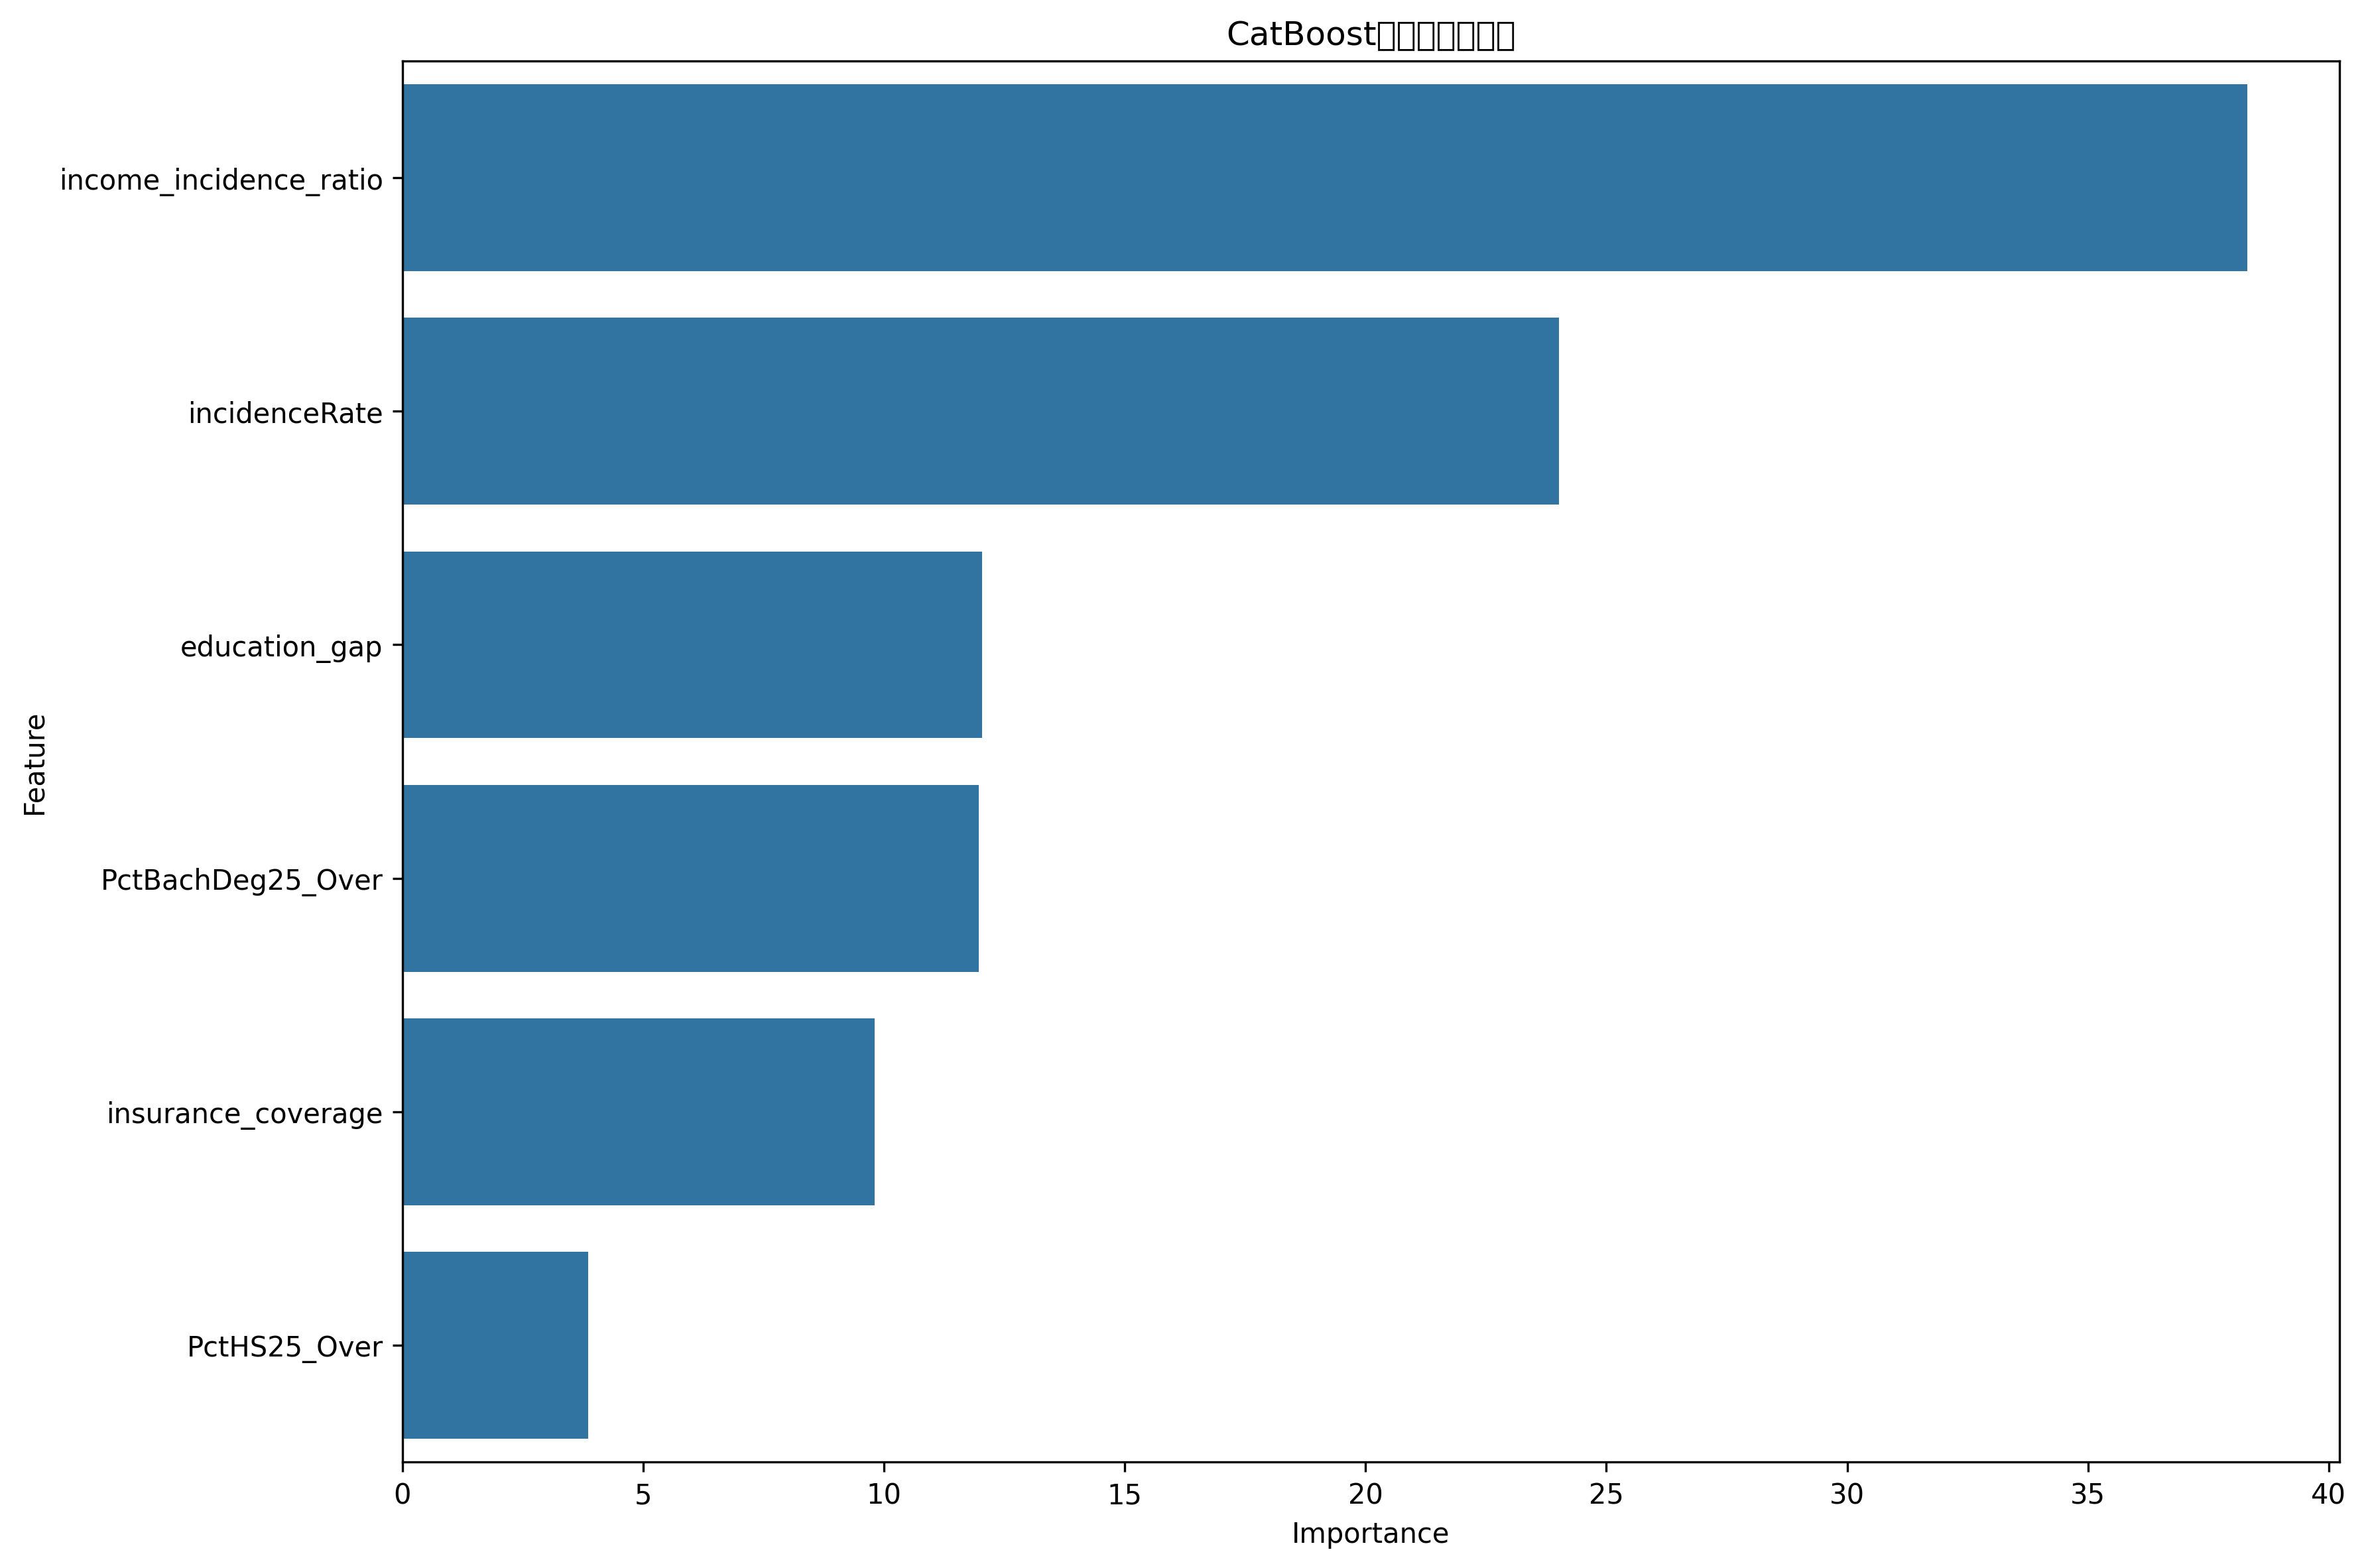 CatBoost
income_incidence_ratio
incidenceRate
education_gap
PctBachDeg25_Over
insurance_coverage
PctHS25_Over
Feature
0 5 10 15 20 25 30 35 40
Importance